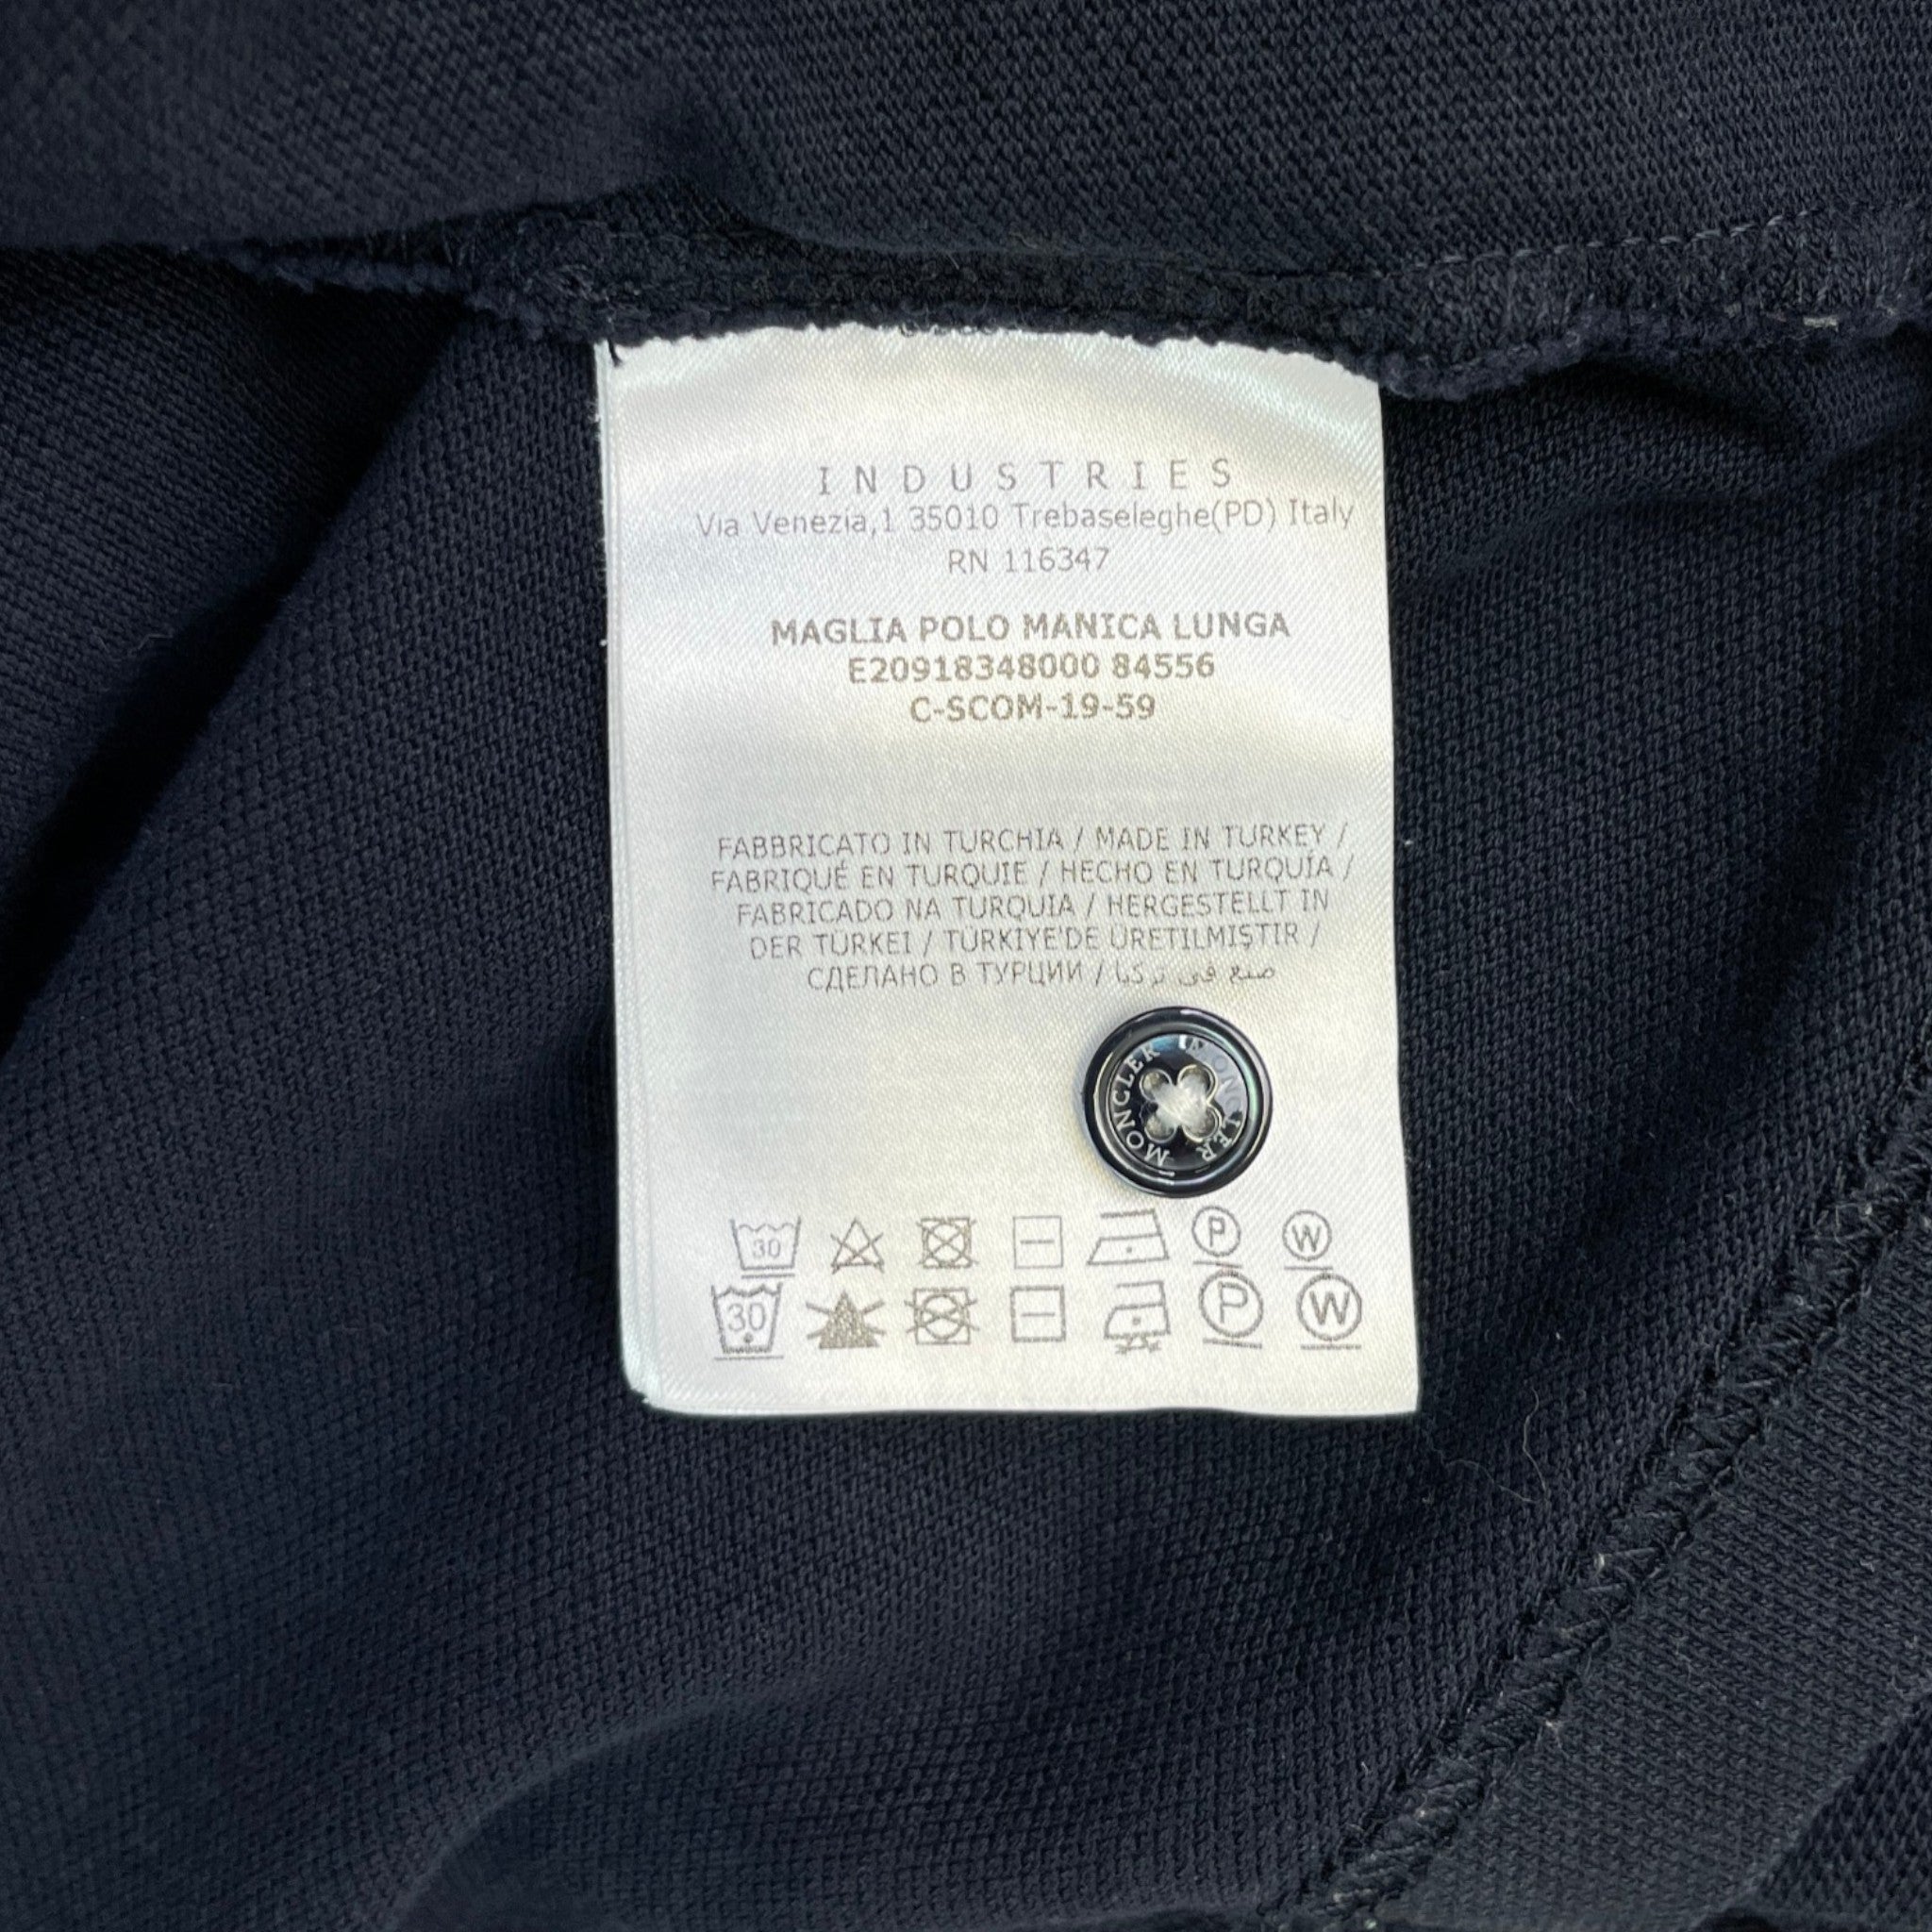 INDUSTRIES
Via Venezia,1 35010 Trebaseleghe(PD) Italy
RN 116347
MAGLIA POLO MANICA LUNGA
E20918348000 84556
C-SCOM-19-59
FABBRICATO IN TURCHIA / MADE IN TURKEY /
FABRIQUÉ EN TURQUIE / HECHO EN TURQUÍA /
FABRICADO NA TURQUIA / HERGESTELLT IN
DER TÜRKEI / TÜRKIYE'DE ÜRETILMIŞTIR /
СДЕЛАНО В ТУРЦИИ / صنع في تركيا
MONCLER MONCLER
30 P W
30 P W